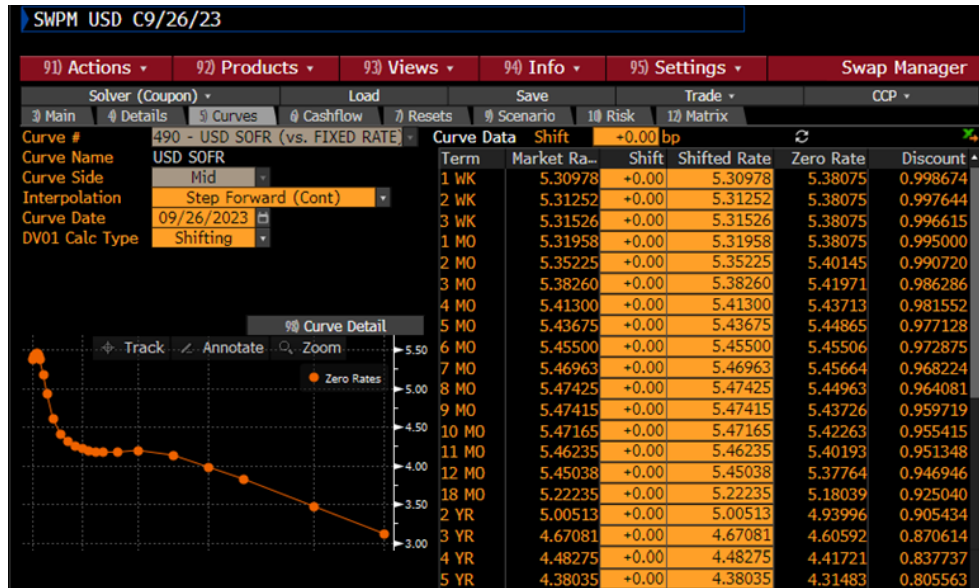 SWPM USD C9/26/23
91) Actions 92) Products 93) Views 94) Info 95) Settings Swap Manager
Solver (Coupon) Load Save Trade CCP
3) Main 4) Details 5) Curves 6) Cashflow 7) Resets 9) Scenario 10) Risk 12) Matrix
Curve # 490 - USD SOFR (vs. FIXED RATE) Curve Data Shift +0.00 bp
Curve Name USD SOFR Term Market Ra... Shift Shifted Rate Zero Rate Discount
Curve Side Mid 1 WK 5.30978 +0.00 5.30978 5.38075 0.998674
Interpolation Step Forward (Cont) 2 WK 5.31252 +0.00 5.31252 5.38075 0.997644
Curve Date 09/26/2023 3 WK 5.31526 +0.00 5.31526 5.38075 0.996615
DV01 Calc Type Shifting 1 MO 5.31958 +0.00 5.31958 5.38075 0.995000
2 MO 5.35225 +0.00 5.35225 5.40145 0.990720
3 MO 5.38260 +0.00 5.38260 5.41971 0.986286
4 MO 5.41300 +0.00 5.41300 5.43713 0.981552
98) Curve Detail 5 MO 5.43675 +0.00 5.43675 5.44865 0.977128
Track Annotate Zoom 5.50 6 MO 5.45500 +0.00 5.45500 5.45506 0.972875
Zero Rates 7 MO 5.46963 +0.00 5.46963 5.45664 0.968224
5.00 8 MO 5.47425 +0.00 5.47425 5.44963 0.964081
9 MO 5.47415 +0.00 5.47415 5.43726 0.959719
4.50 10 MO 5.47165 +0.00 5.47165 5.42263 0.955415
11 MO 5.46235 +0.00 5.46235 5.40193 0.951348
4.00 12 MO 5.45038 +0.00 5.45038 5.37764 0.946946
18 MO 5.22235 +0.00 5.22235 5.18039 0.925040
3.50 2 YR 5.00513 +0.00 5.00513 4.93996 0.905434
3.00 3 YR 4.67081 +0.00 4.67081 4.60592 0.870614
4 YR 4.48275 +0.00 4.48275 4.41721 0.837737
5 YR 4.38035 +0.00 4.38035 4.31483 0.805563